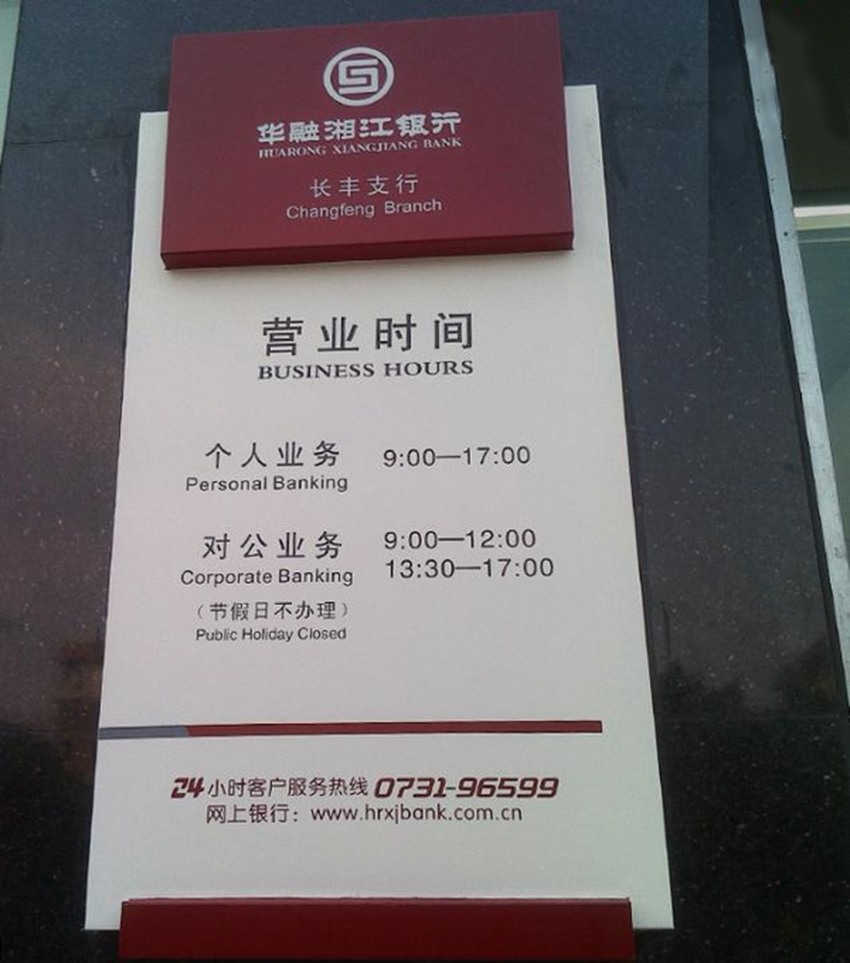 华融湘江银行
HUARONG XIANGJIANG BANK
长丰支行
Changfeng Branch
营业时间
BUSINESS HOURS
个人业务 9:00—17:00
Personal Banking
对公业务 9:00—12:00
Corporate Banking 13:30—17:00
（节假日不办理）
Public Holiday Closed
24小时客户服务热线 0731-96599
网上银行：www.hrxjbank.com.cn